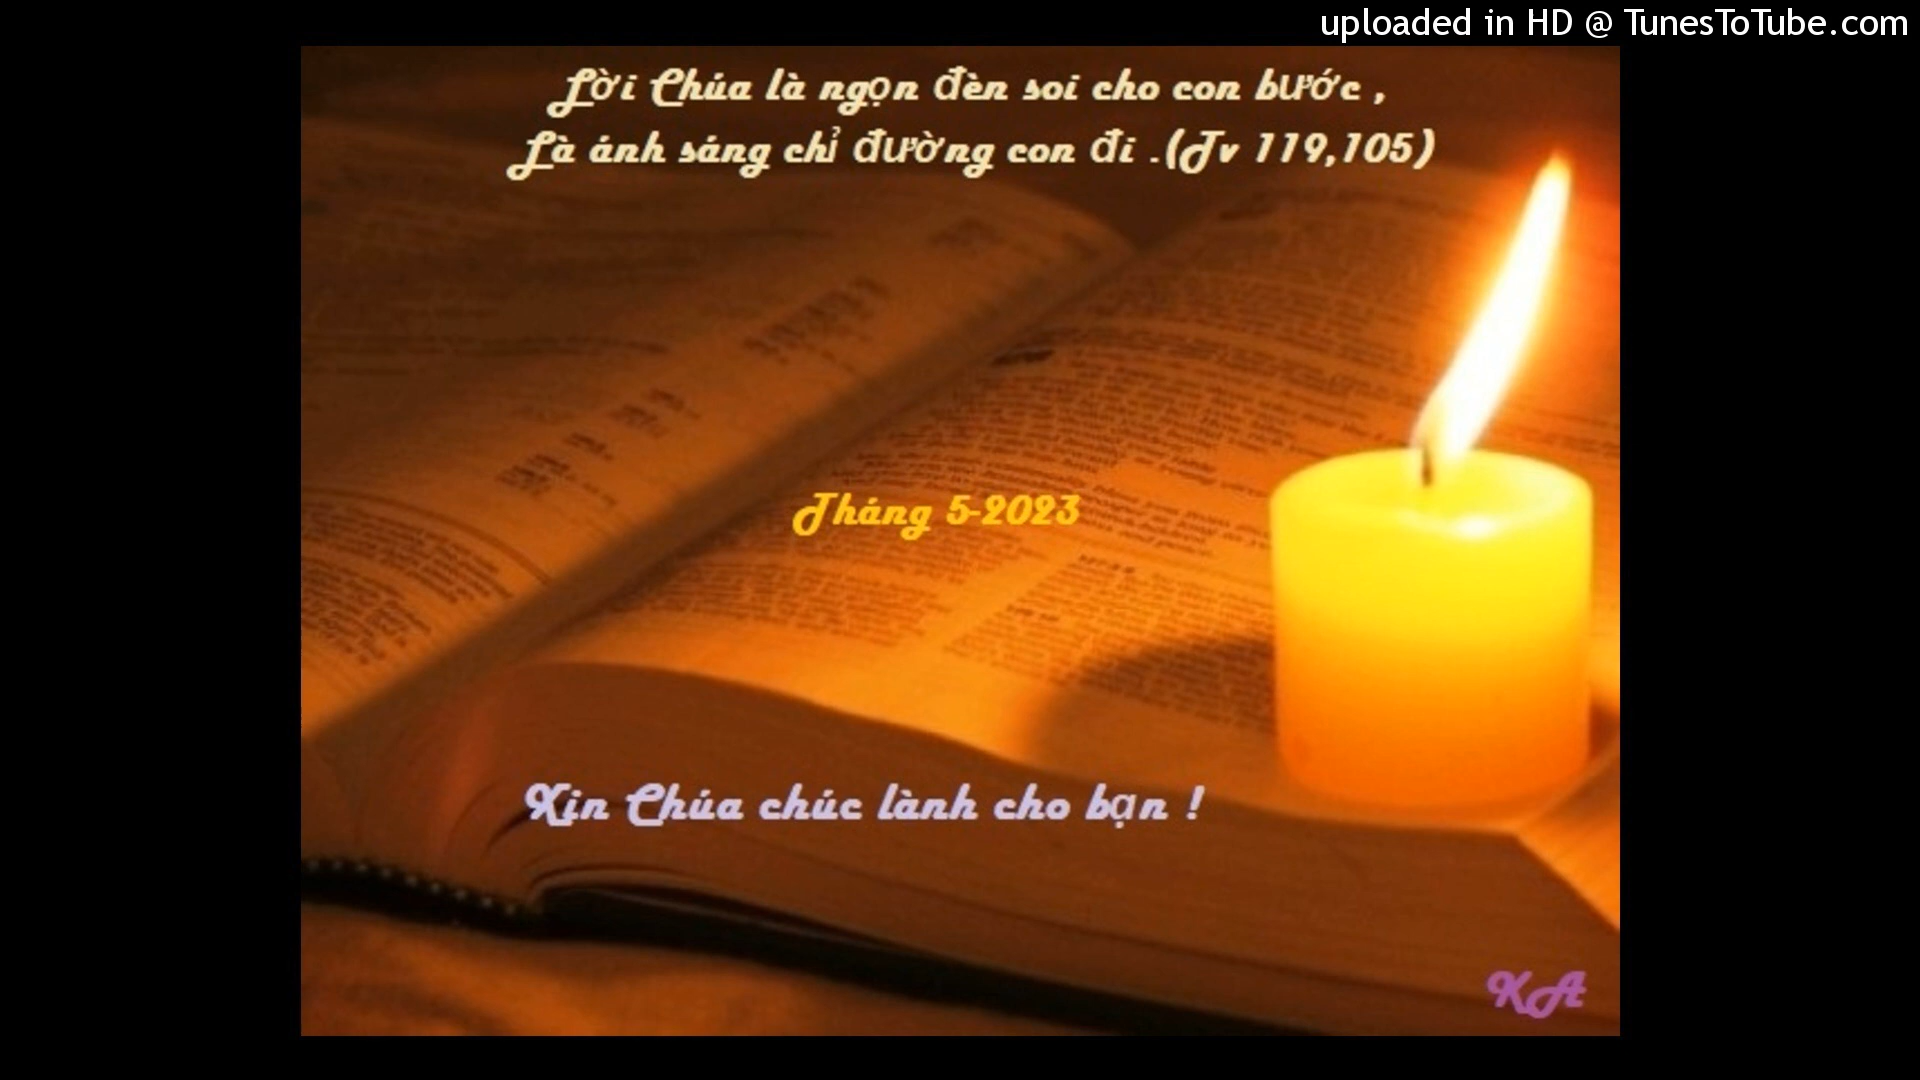 uploaded in HD @ TunesToTube.com
Lời Chúa là ngọn đèn soi cho con bước ,
Là ánh sáng chỉ đường con đi .(Tv 119,105)
Tháng 5-2023
Xin Chúa chúc lành cho bạn !
KA